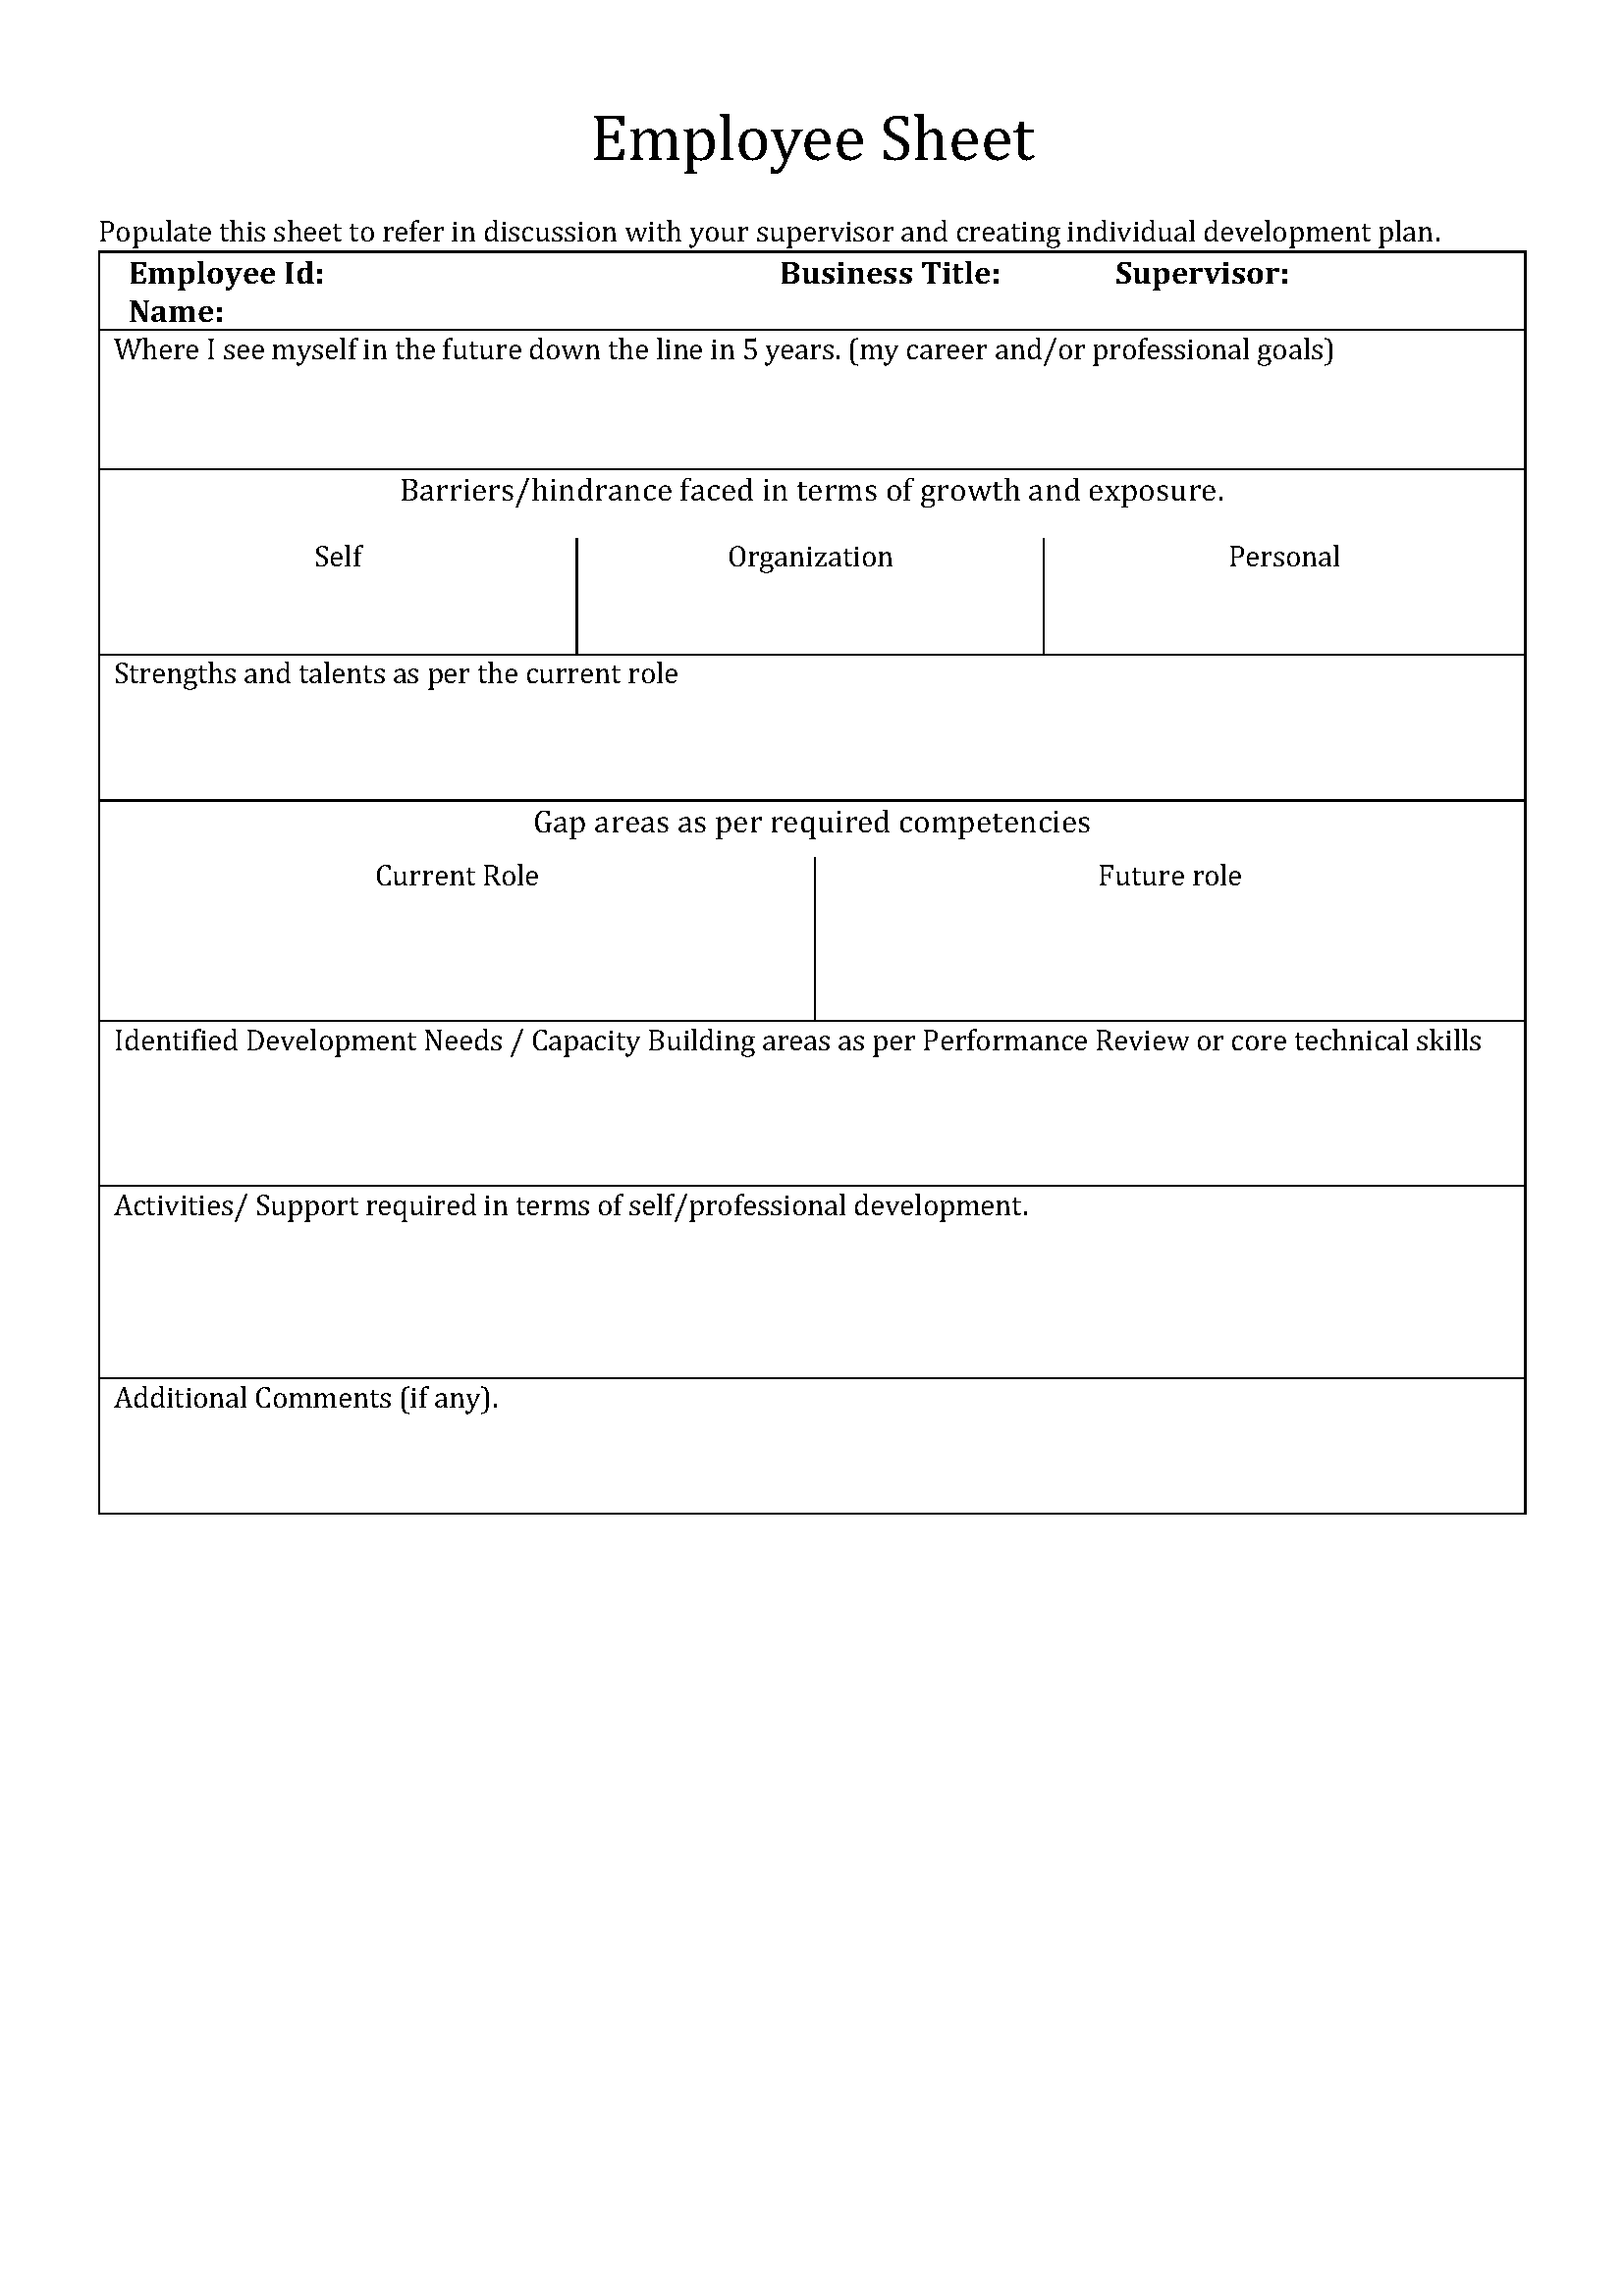 Employee Sheet
Populate this sheet to refer in discussion with your supervisor and creating individual development plan.
Employee Id: Business Title: Supervisor:
Name:
Where I see myself in the future down the line in 5 years. (my career and/or professional goals)
Barriers/hindrance faced in terms of growth and exposure.
Self Organization Personal
Strengths and talents as per the current role
Gap areas as per required competencies
Current Role Future role
Identified Development Needs / Capacity Building areas as per Performance Review or core technical skills
Activities/ Support required in terms of self/professional development.
Additional Comments (if any).